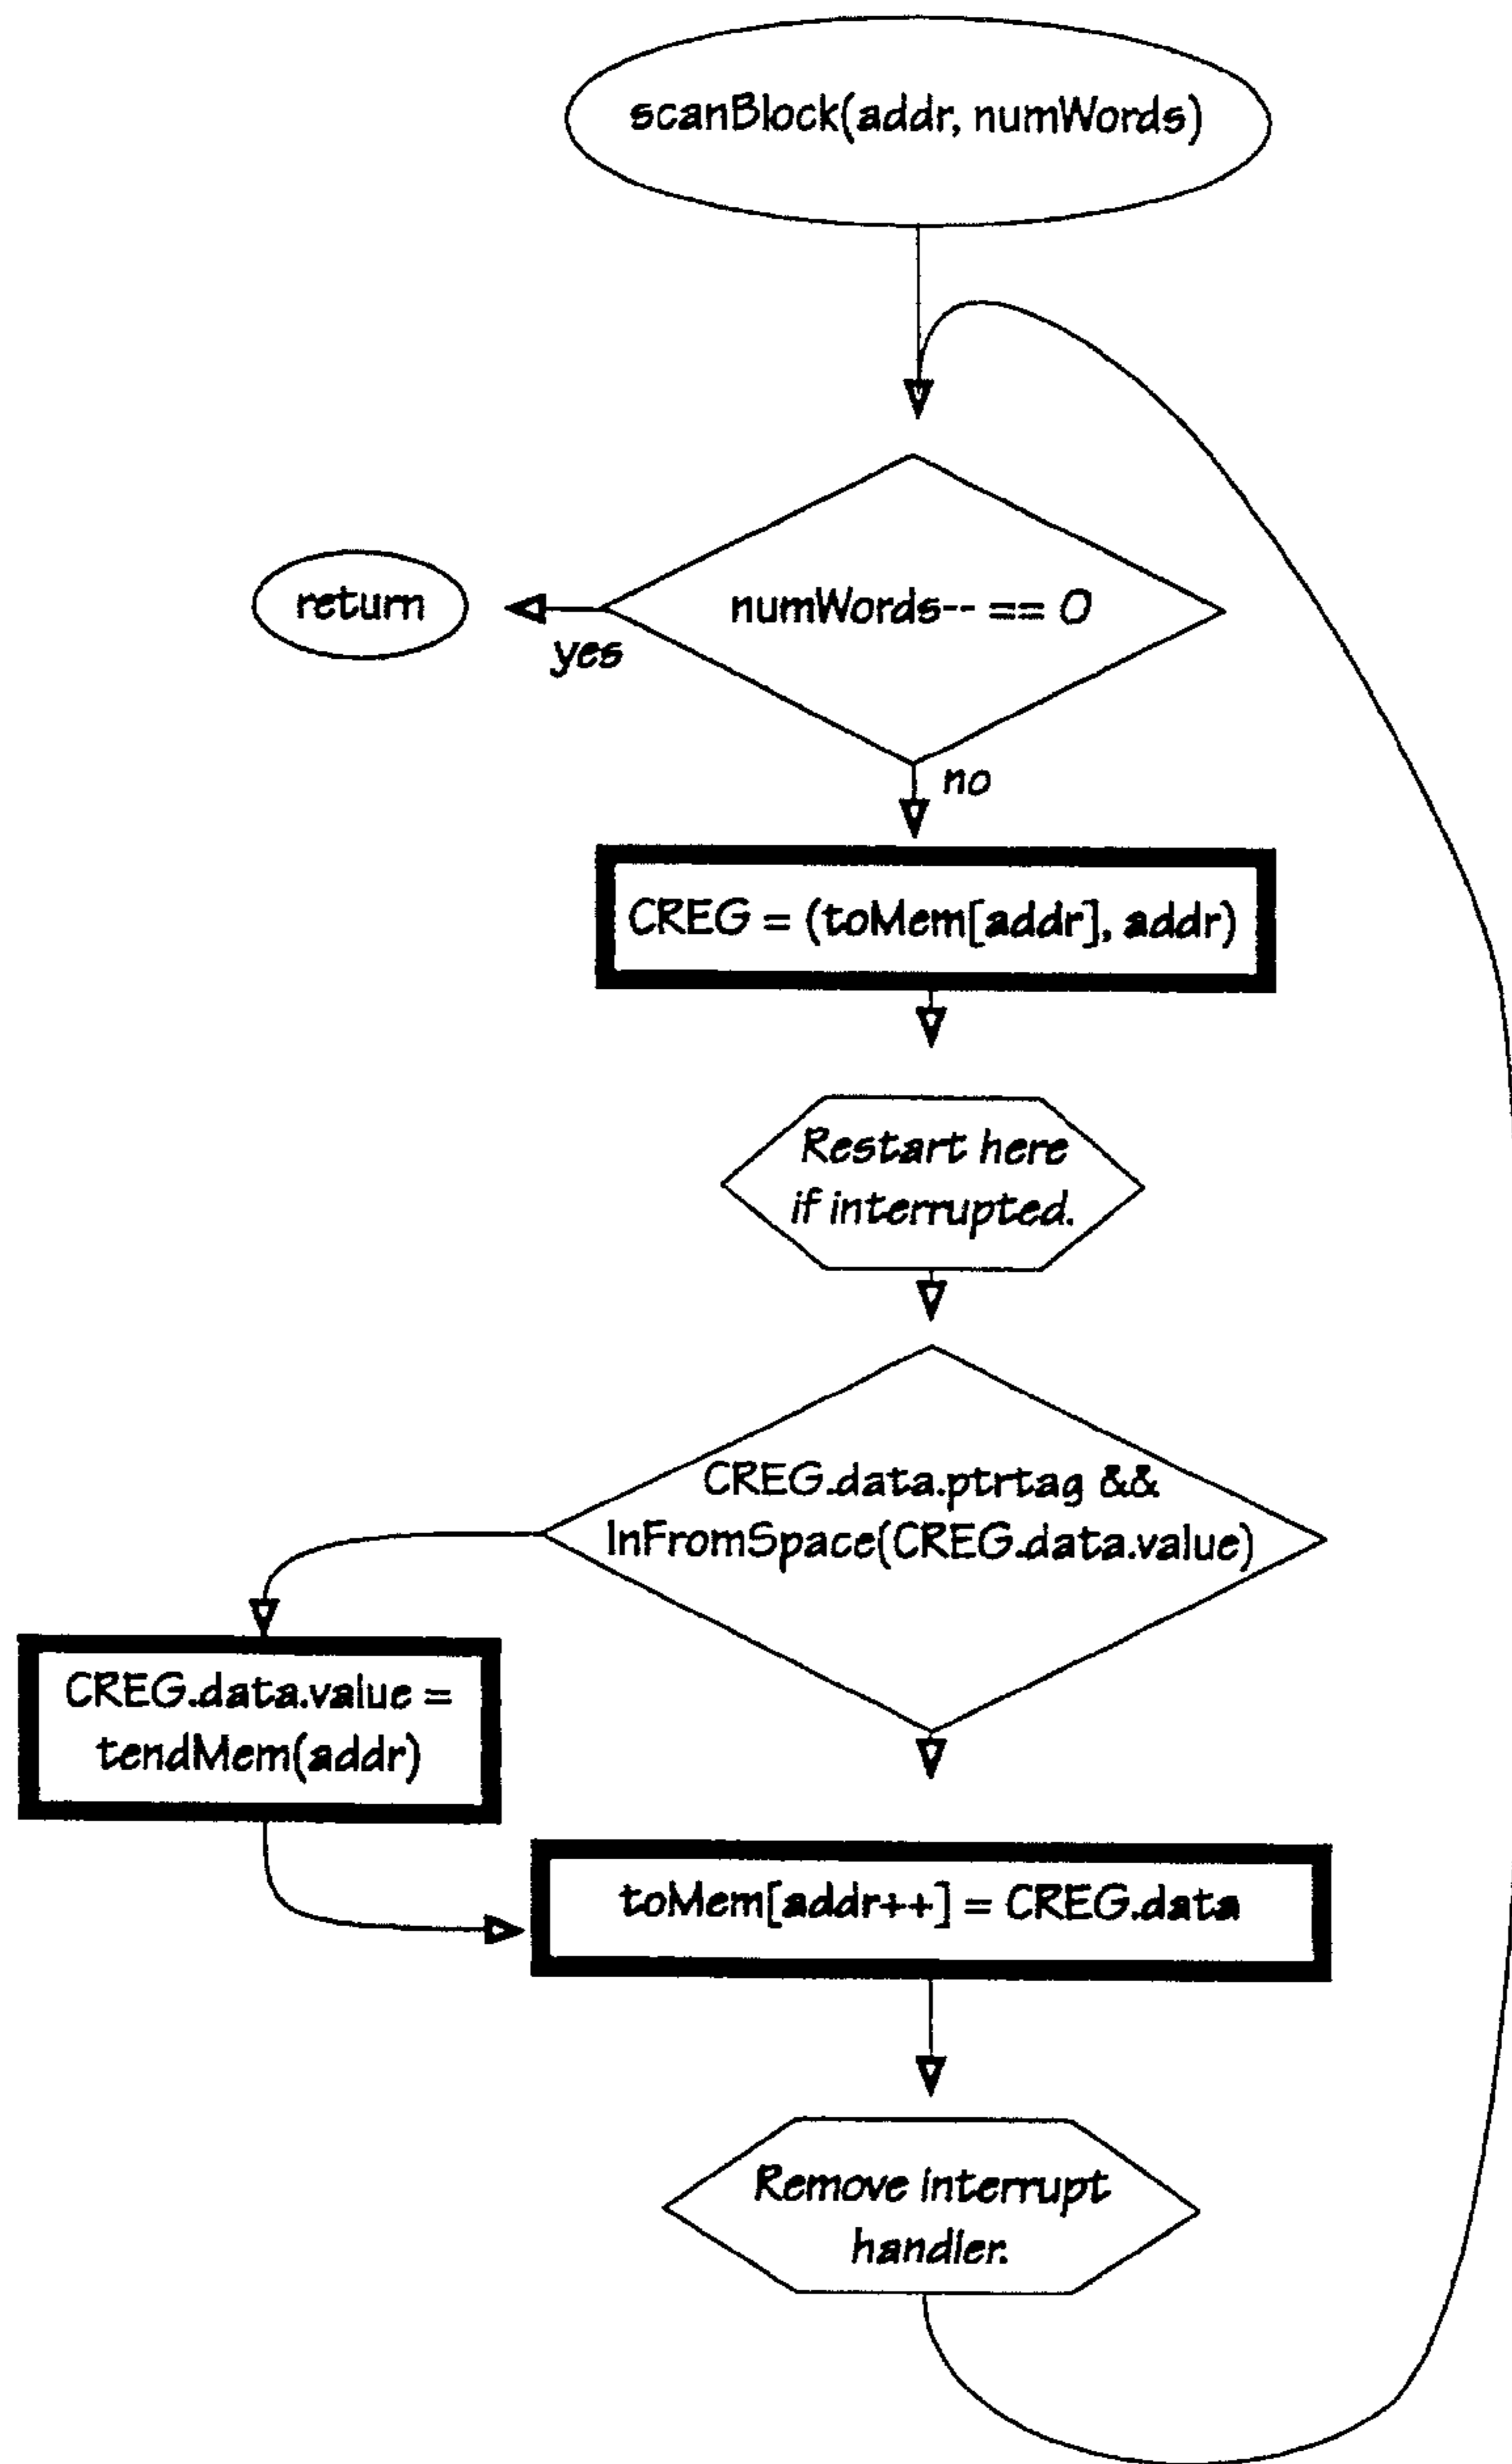 scanBlock(addr, numWords)
numWords-- == 0
return
yes
no
CREG = (toMem[addr], addr)
Restart here
if interrupted.
CREG.data.ptrtag &&
InFromSpace(CREG.data.value)
CREG.data.value =
tendMem(addr)
toMem[addr++] = CREG.data
Remove interrupt
handler.